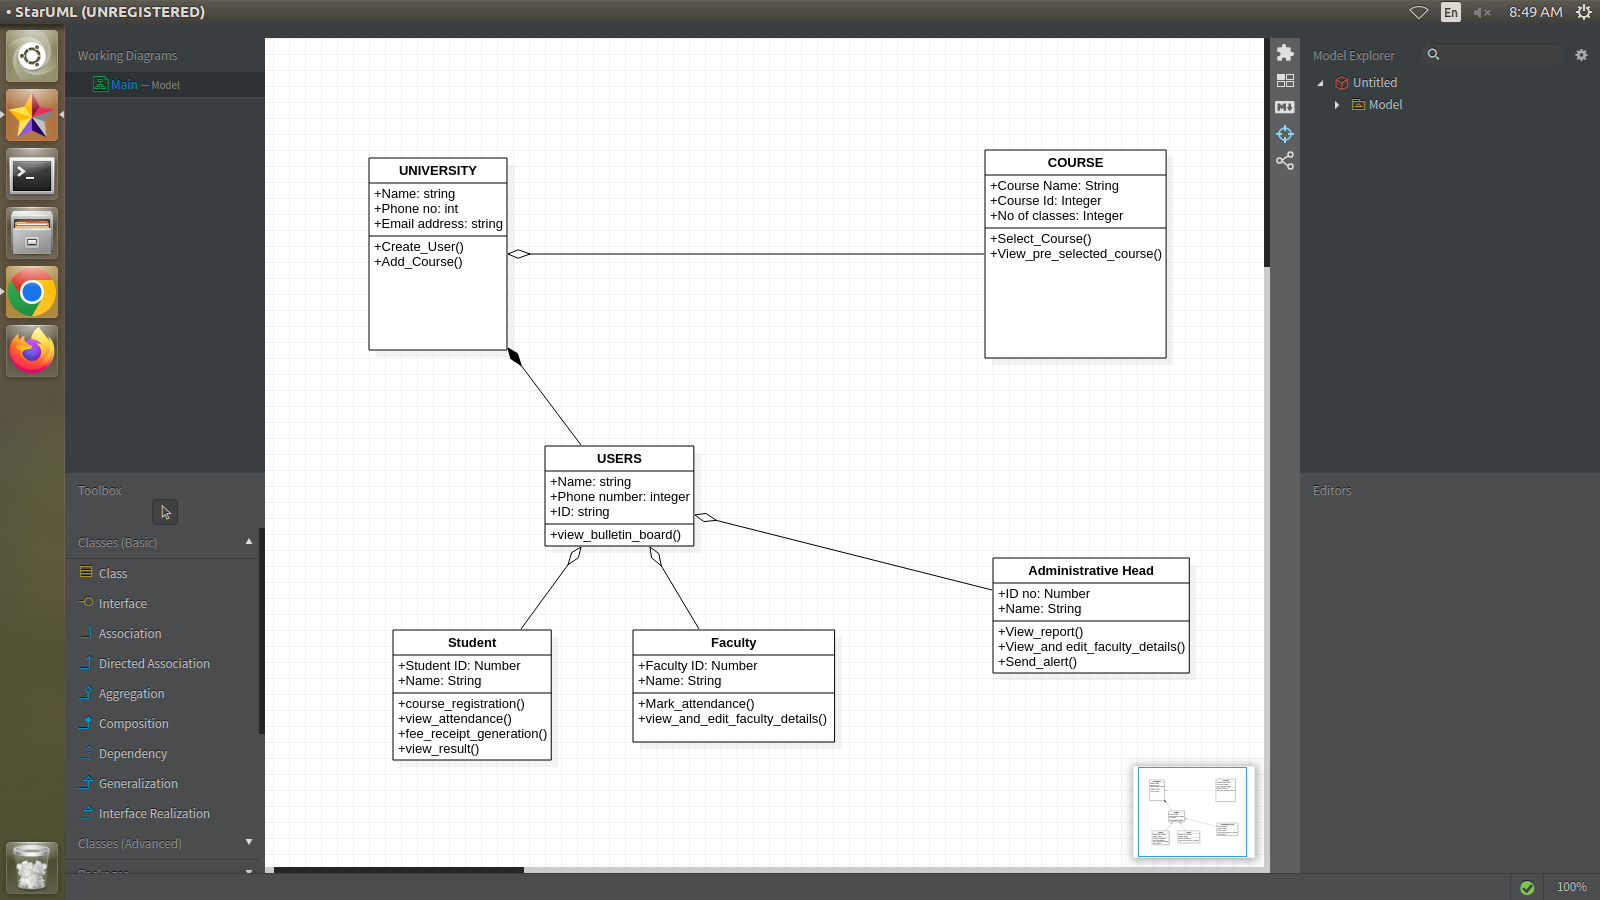 • StarUML (UNREGISTERED)
En
8:49 AM
Working Diagrams
Main — Model
Toolbox
Classes (Basic)
Class
Interface
Association
Directed Association
Aggregation
Composition
Dependency
Generalization
Interface Realization
Classes (Advanced)
UNIVERSITY
+Name: string
+Phone no: int
+Email address: string
+Create_User()
+Add_Course()
COURSE
+Course Name: String
+Course Id: Integer
+No of classes: Integer
+Select_Course()
+View_pre_selected_course()
USERS
+Name: string
+Phone number: integer
+ID: string
+view_bulletin_board()
Student
+Student ID: Number
+Name: String
+course_registration()
+view_attendance()
+fee_receipt_generation()
+view_result()
Faculty
+Faculty ID: Number
+Name: String
+Mark_attendance()
+view_and_edit_faculty_details()
Administrative Head
+ID no: Number
+Name: String
+View_report()
+View_and edit_faculty_details()
+Send_alert()
M
Model Explorer
Untitled
Model
Editors
100%